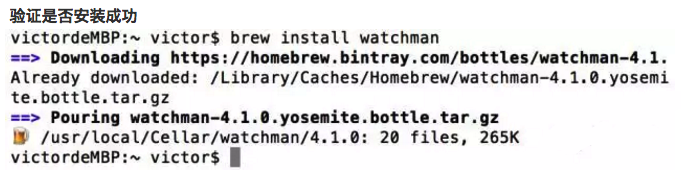 验证是否安装成功
victordeMBP:~ victor$ brew install watchman
==> Downloading https://homebrew.bintray.com/bottles/watchman-4.1.
Already downloaded: /Library/Caches/Homebrew/watchman-4.1.0.yosemi
te.bottle.tar.gz
==> Pouring watchman-4.1.0.yosemite.bottle.tar.gz
🍺 /usr/local/Cellar/watchman/4.1.0: 20 files, 265K
victordeMBP:~ victor$